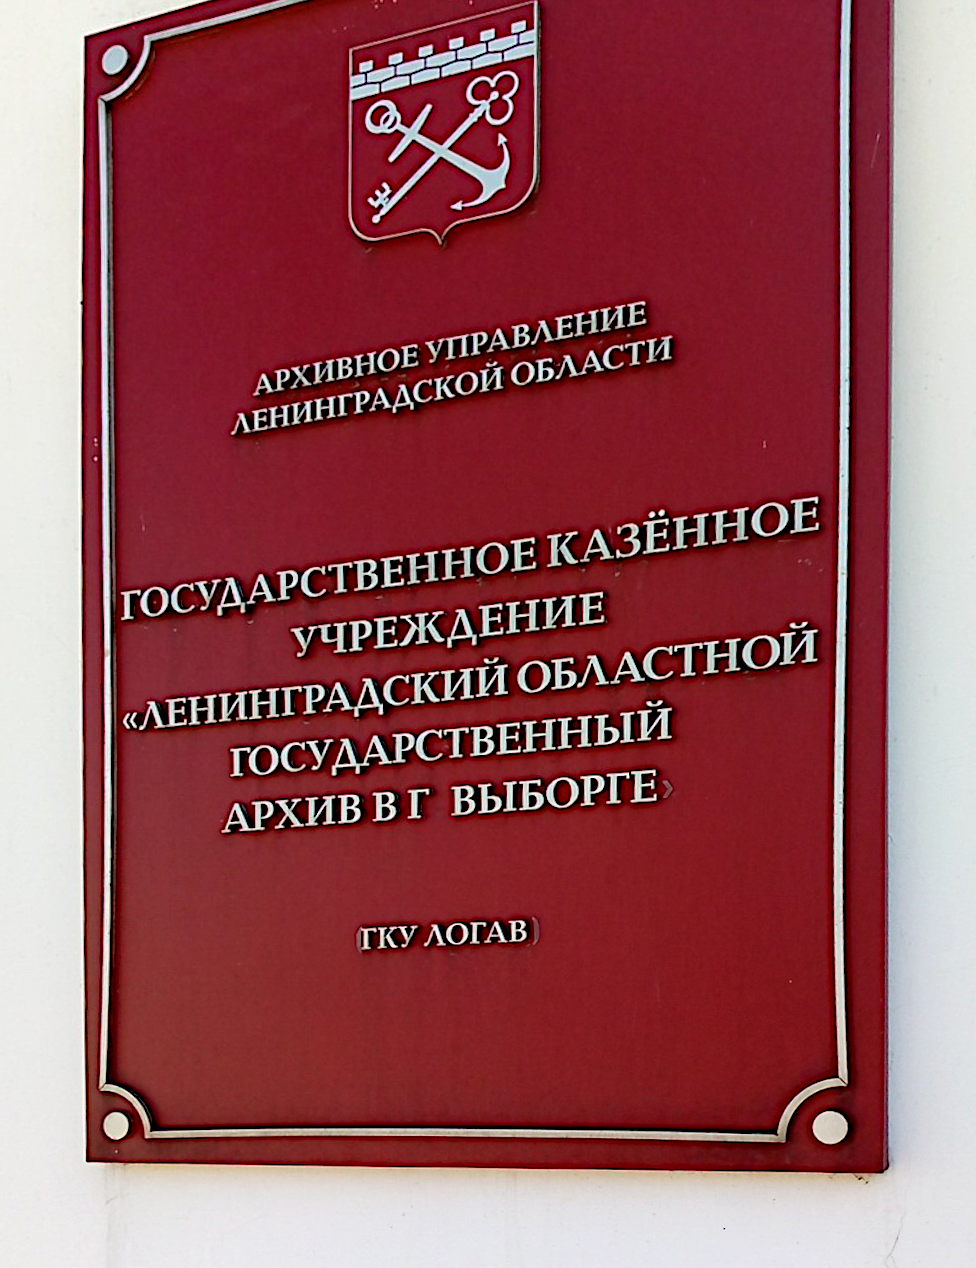 АРХИВНОЕ УПРАВЛЕНИЕ
ЛЕНИНГРАДСКОЙ ОБЛАСТИ
ГОСУДАРСТВЕННОЕ КАЗЁННОЕ
УЧРЕЖДЕНИЕ
«ЛЕНИНГРАДСКИЙ ОБЛАСТНОЙ
ГОСУДАРСТВЕННЫЙ
АРХИВ В Г ВЫБОРГЕ›
(ГКУ ЛОГАВ)